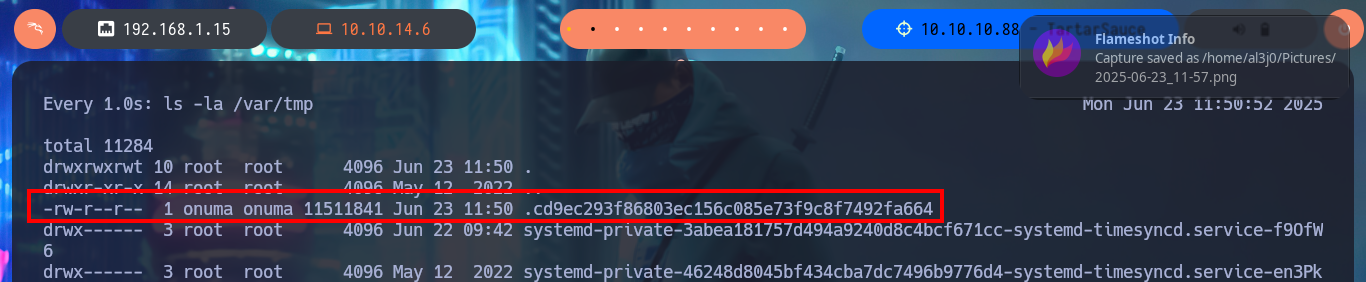 192.168.1.15
10.10.14.6
10.10.10.88 - TartarSauce
Flameshot Info
Capture saved as /home/al3j0/Pictures/
2025-06-23_11-57.png
Every 1.0s: ls -la /var/tmp
Mon Jun 23 11:50:52 2025
total 11284
drwxrwxrwt 10 root  root      4096 Jun 23 11:50 .
drwxr-xr-x 14 root  root      4096 May 12  2022 ..
-rw-r--r--  1 onuma onuma 11511841 Jun 23 11:50 .cd9ec293f86803ec156c085e73f9c8f7492fa664
drwx------  3 root  root      4096 Jun 22 09:42 systemd-private-3abea181757d494a9240d8c4bcf671cc-systemd-timesyncd.service-f9OfW
6
drwx------  3 root  root      4096 May 12  2022 systemd-private-46248d8045bf434cba7dc7496b9776d4-systemd-timesyncd.service-en3Pk